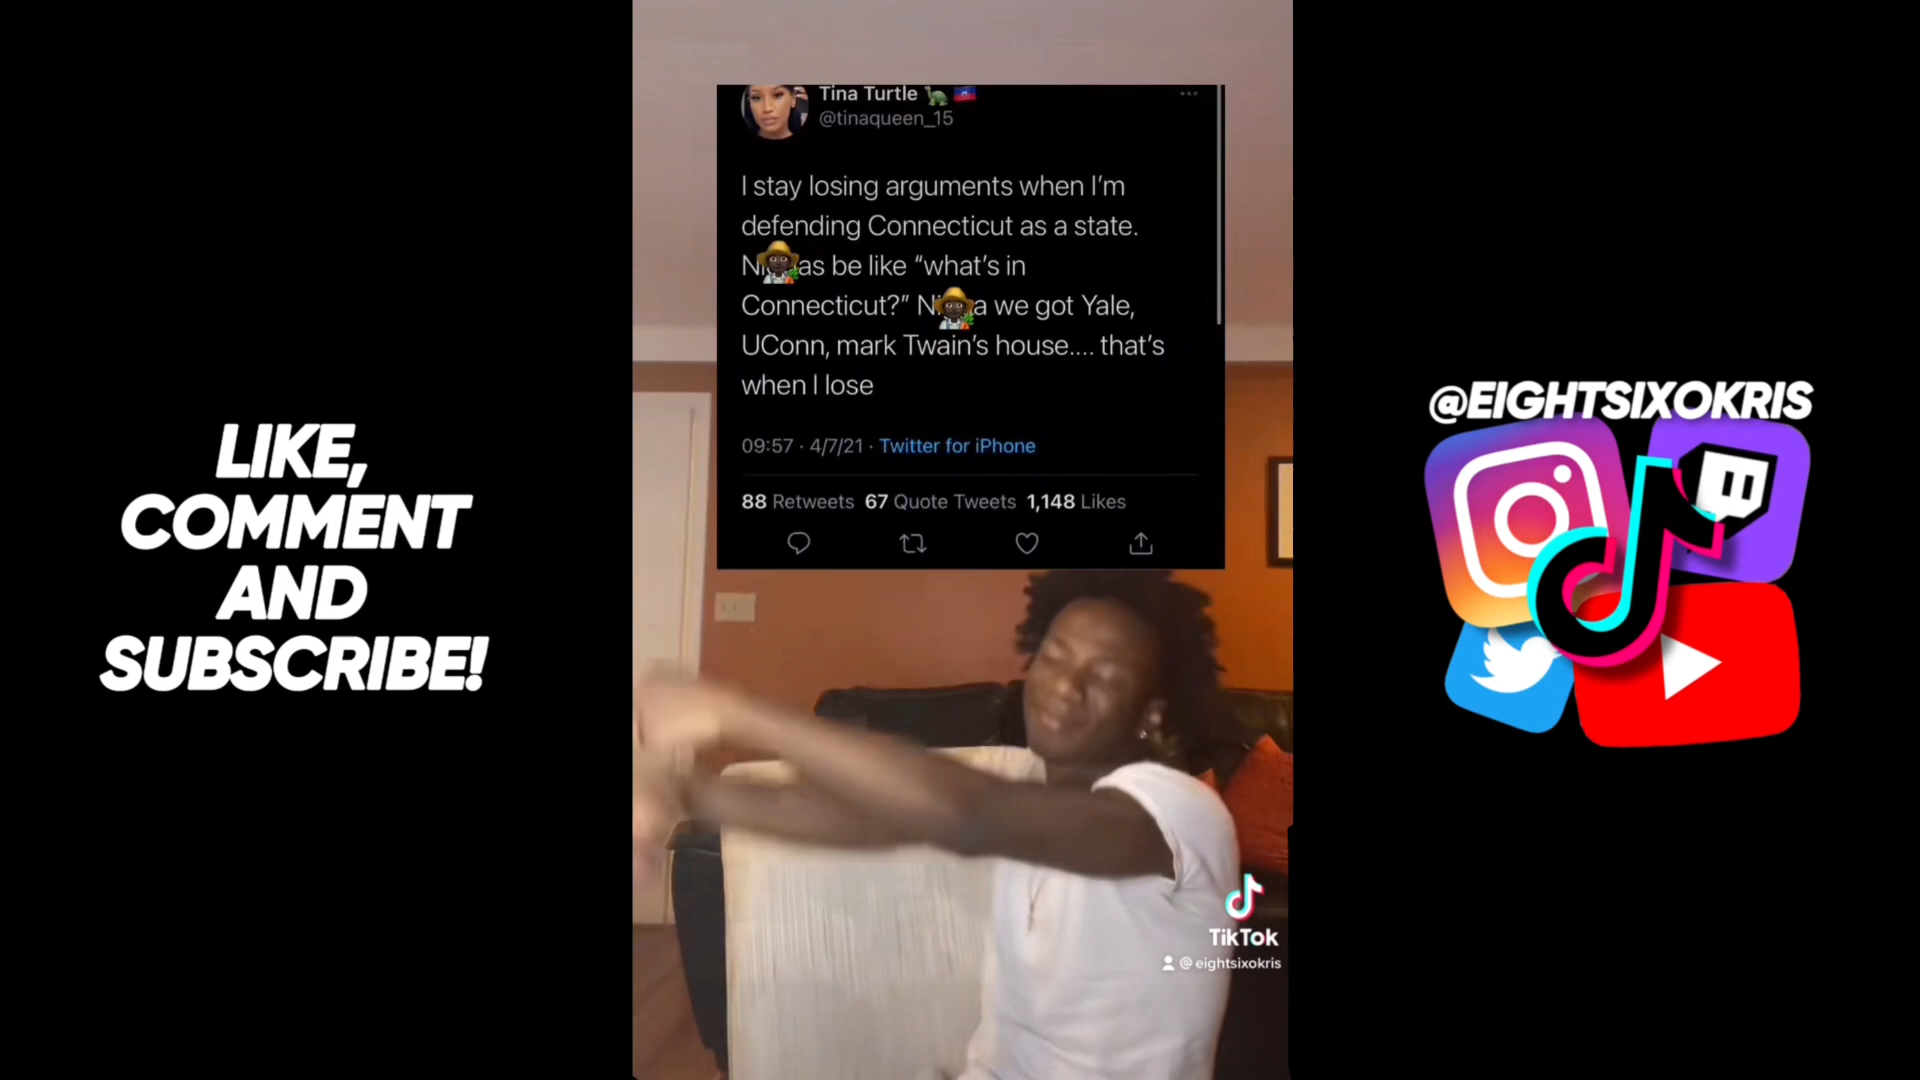 LIKE,
COMMENT
AND
SUBSCRIBE!
Tina Turtle
@tinaqueen_15
I stay losing arguments when I'm
defending Connecticut as a state.
be like “what's in
Connecticut?” we got Yale,
UConn, mark Twain's house.... that's
when I lose
09:57 · 4/7/21 · Twitter for iPhone
88 Retweets 67 Quote Tweets 1,148 Likes
TikTok
@eightsixokris
@EIGHTSIXOKRIS